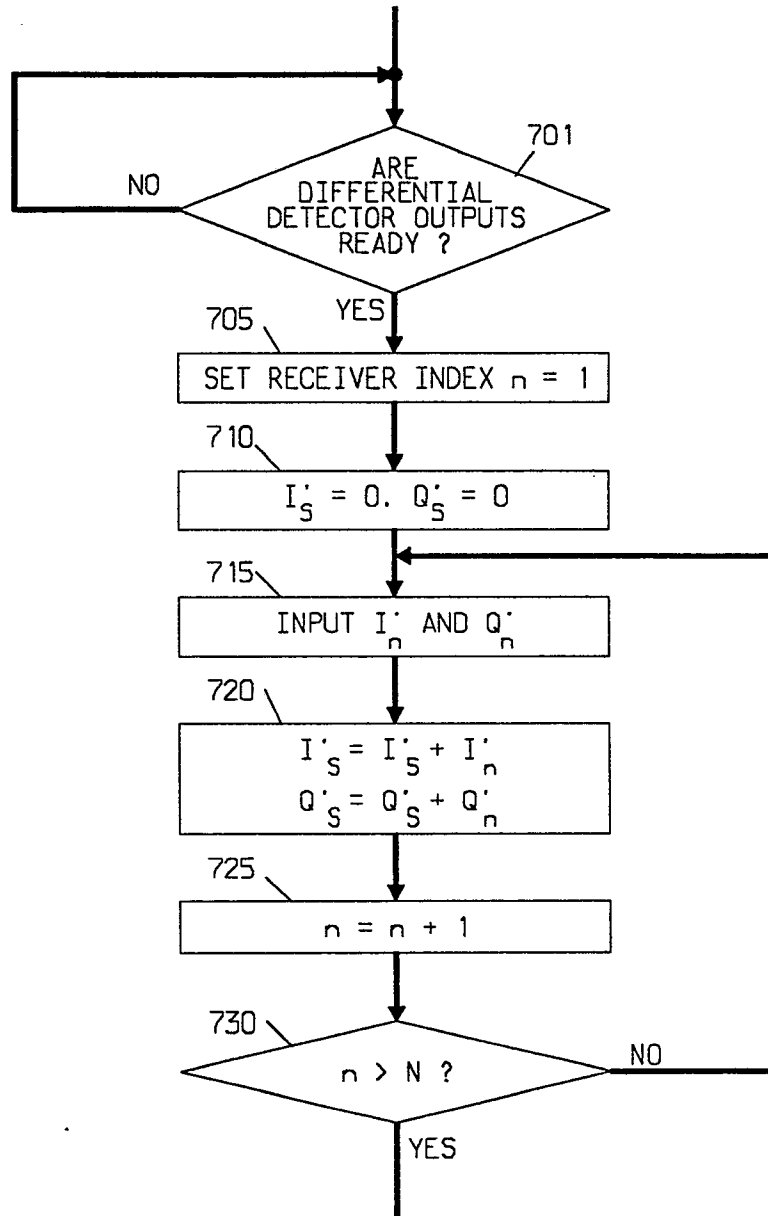 701
ARE
DIFFERENTIAL
DETECTOR OUTPUTS
READY ?
NO
YES
705
SET RECEIVER INDEX n = 1
710
I'S = 0. Q'S = 0
715
INPUT I'n AND Q'n
720
I'S = I'S + I'n
Q'S = Q'S + Q'n
725
n = n + 1
730
n > N ?
NO
YES